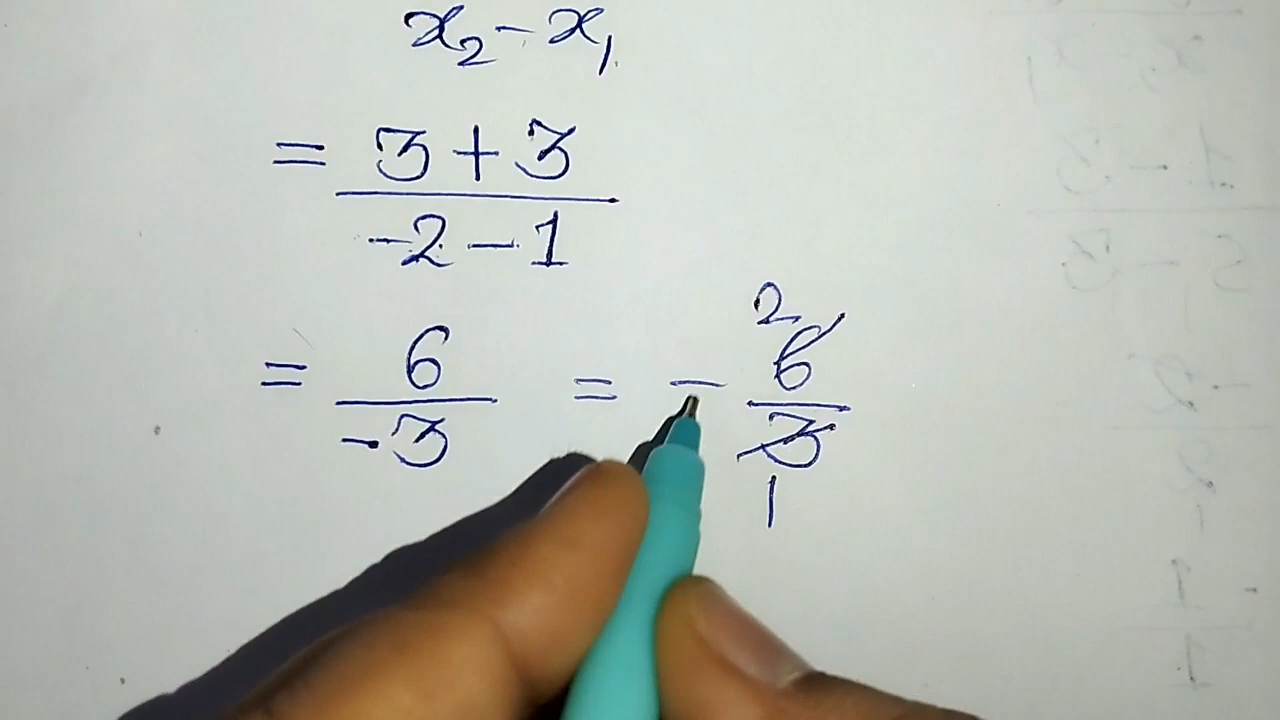 x₂ - x₁
= 3 + 3
-2 - 1
= 6 = - 2 6
-3 3
1